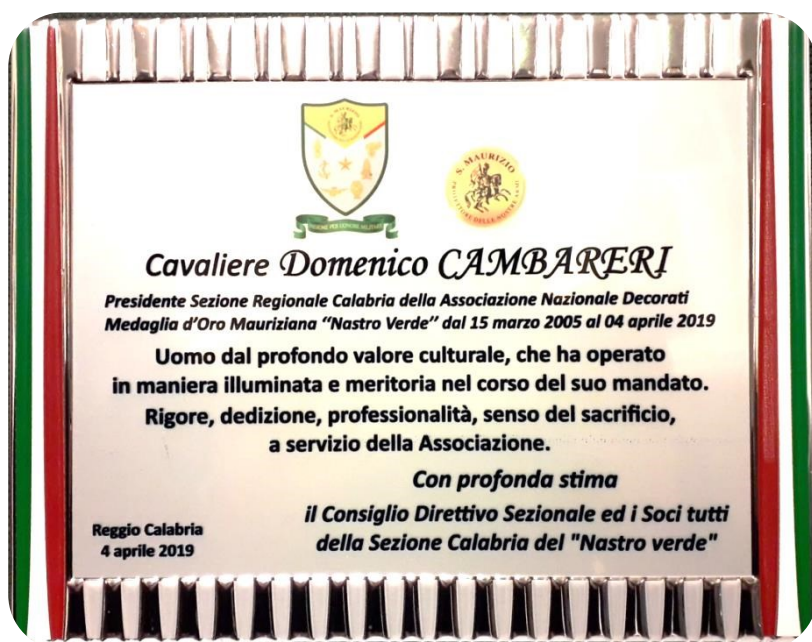 S. MAURIZIO
Cavaliere Domenico CAMBARERI
Presidente Sezione Regionale Calabria della Associazione Nazionale Decorati
Medaglia d'Oro Mauriziana "Nastro Verde" dal 15 marzo 2005 al 04 aprile 2019
Uomo dal profondo valore culturale, che ha operato
in maniera illuminata e meritoria nel corso del suo mandato.
Rigore, dedizione, professionalità, senso del sacrificio,
a servizio della Associazione.
Con profonda stima
il Consiglio Direttivo Sezionale ed i Soci tutti
della Sezione Calabria del "Nastro verde"
Reggio Calabria
4 aprile 2019